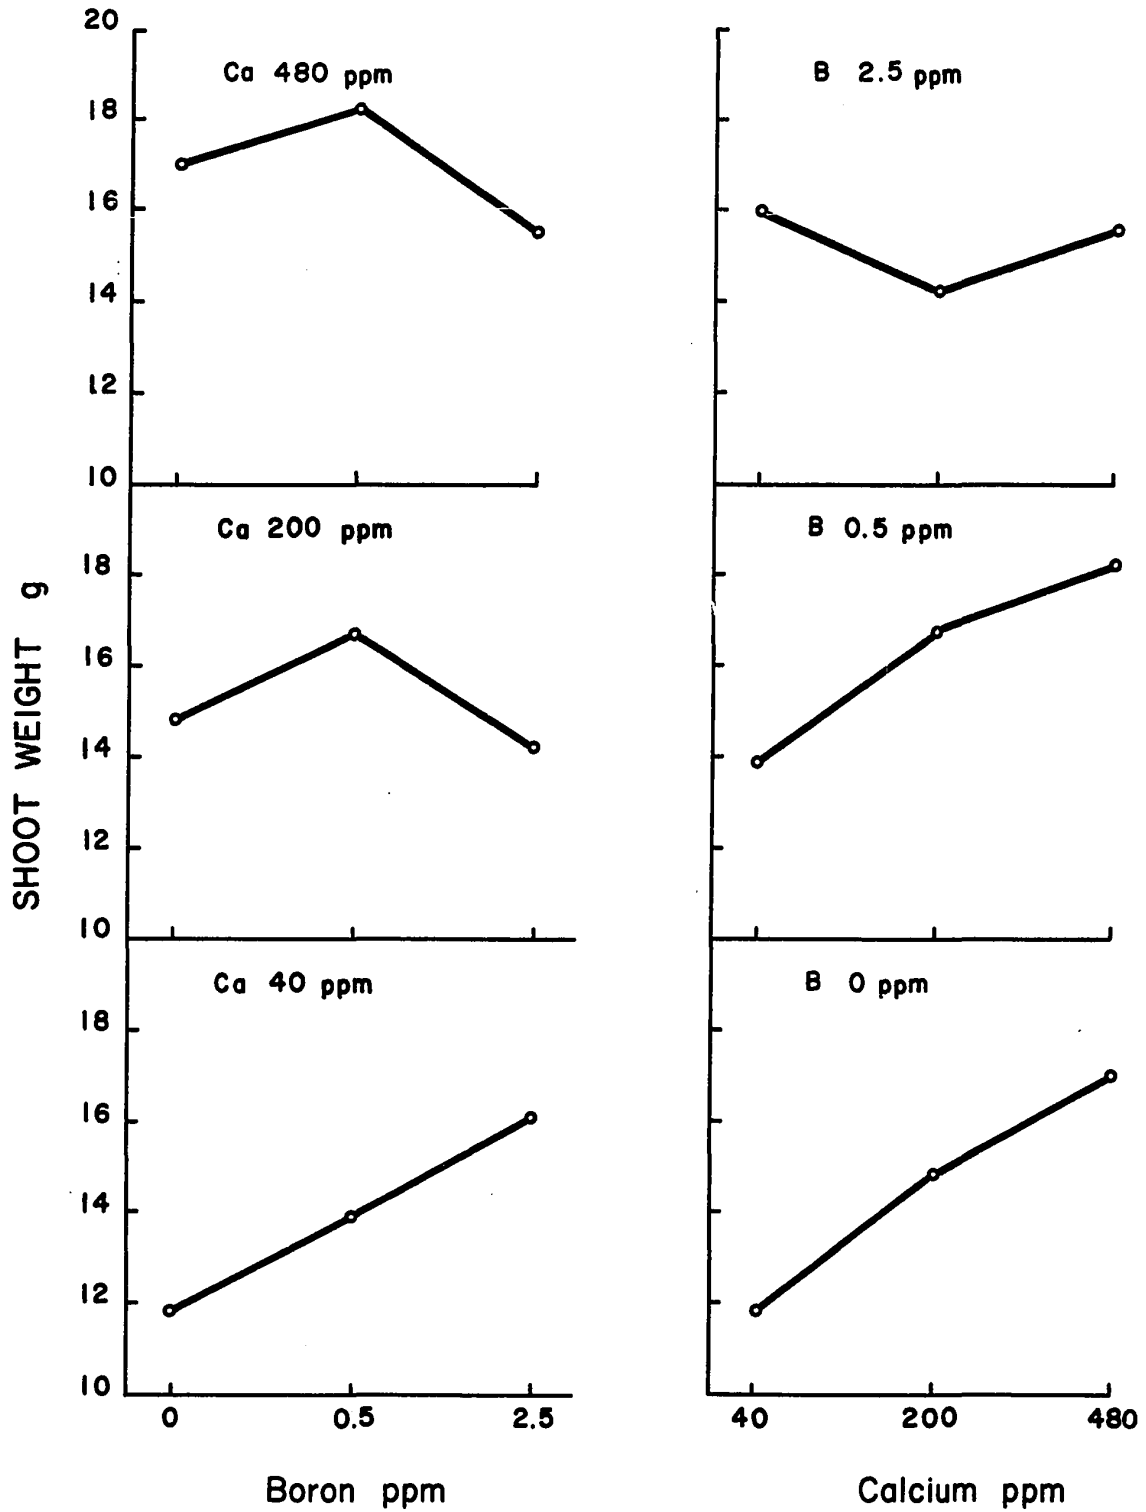 20
Ca 480 ppm
B 2.5 ppm
18
16
14
12
10
Ca 200 ppm
B 0.5 ppm
18
16
14
12
10
SHOOT WEIGHT g
Ca 40 ppm
B 0 ppm
18
16
14
12
10
0 0.5 2.5
40 200 480
Boron ppm
Calcium ppm